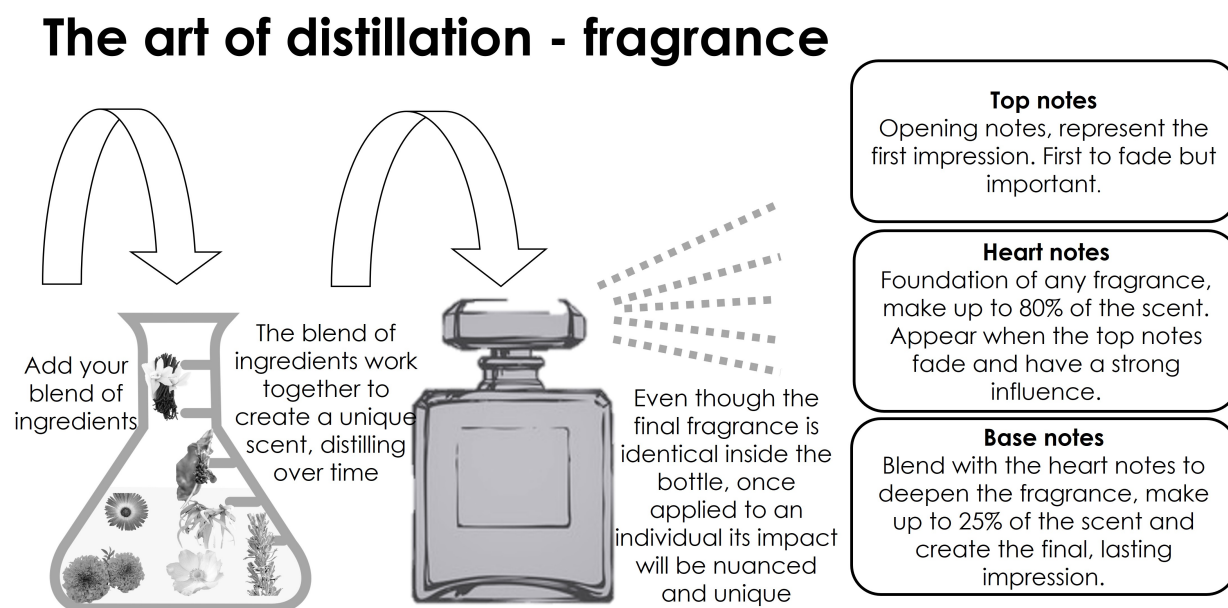 The art of distillation - fragrance
Add your
blend of
ingredients
The blend of
ingredients work
together to
create a unique
scent, distilling
over time
Even though the
final fragrance is
identical inside the
bottle, once
applied to an
individual its impact
will be nuanced
and unique
Top notes
Opening notes, represent the
first impression. First to fade but
important.
Heart notes
Foundation of any fragrance,
make up to 80% of the scent.
Appear when the top notes
fade and have a strong
influence.
Base notes
Blend with the heart notes to
deepen the fragrance, make
up to 25% of the scent and
create the final, lasting
impression.